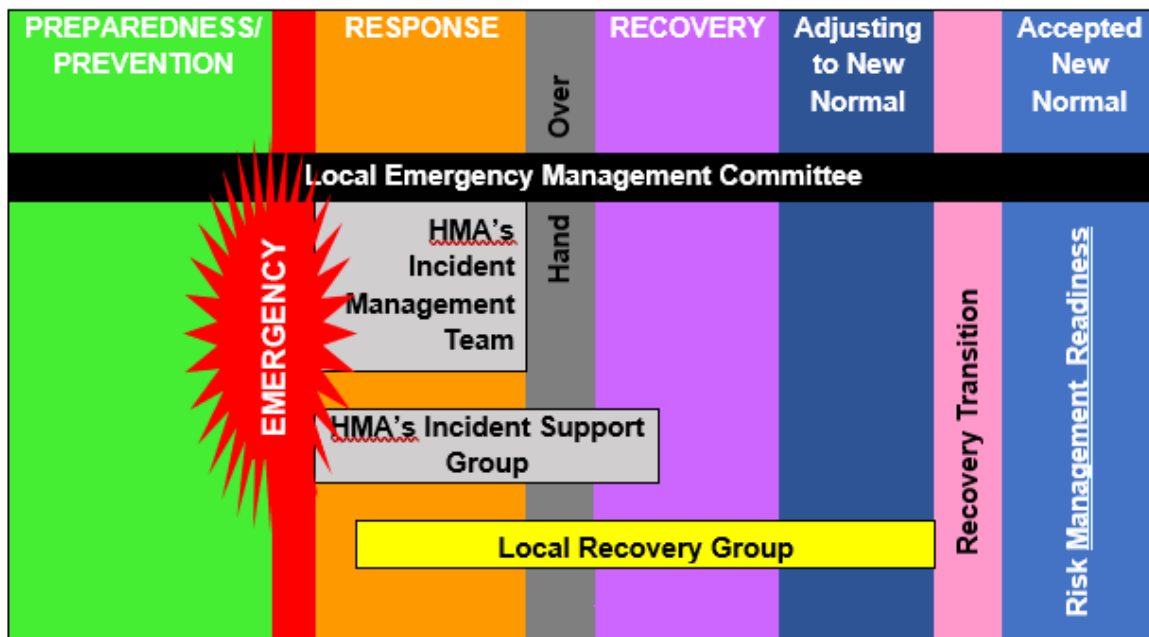 PREPAREDNESS/
PREVENTION
RESPONSE
RECOVERY
Adjusting
to New
Normal
Accepted
New
Normal
Hand Over
Local Emergency Management Committee
EMERGENCY
HMA's
Incident
Management
Team
HMA's Incident Support
Group
Local Recovery Group
Recovery Transition
Risk Management Readiness